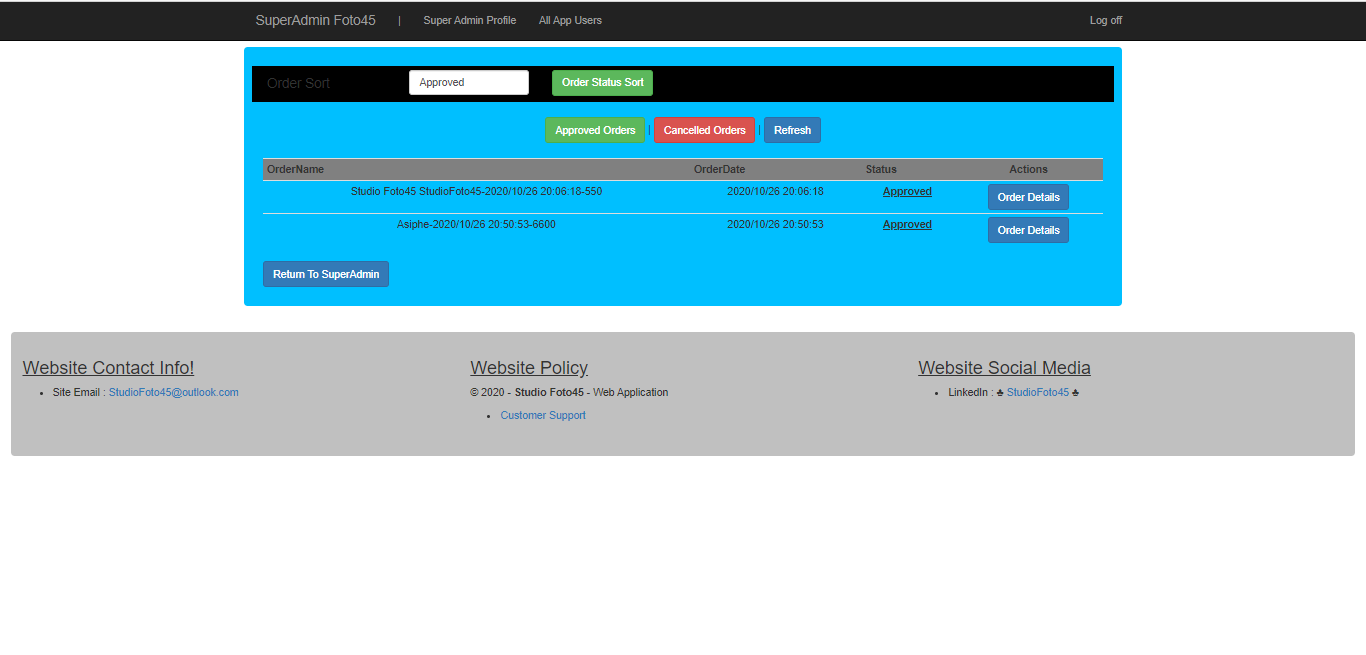 SuperAdmin Foto45 | Super Admin Profile All App Users Log off
Order Sort Approved Order Status Sort
Approved Orders | Cancelled Orders | Refresh
OrderName OrderDate Status Actions
Studio Foto45 StudioFoto45-2020/10/26 20:06:18-550 2020/10/26 20:06:18 Approved Order Details
Asiphe-2020/10/26 20:50:53-6600 2020/10/26 20:50:53 Approved Order Details
Return To SuperAdmin
Website Contact Info!
• Site Email : StudioFoto45@outlook.com
Website Policy
© 2020 - Studio Foto45 - Web Application
• Customer Support
Website Social Media
• LinkedIn : ♣ StudioFoto45 ♣